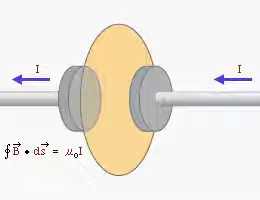 I
I
∮B⃗ • ds⃗ = μ₀I